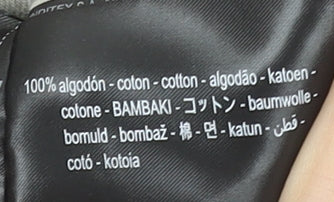 INDITEX S.A.
100% algodón - coton - cotton - algodão - katoen -
cotone - BAMBAKI - コットン - baumwolle -
bomuld - bombaž - 棉 - 면 - katun - قطن -
cotó - kotoia